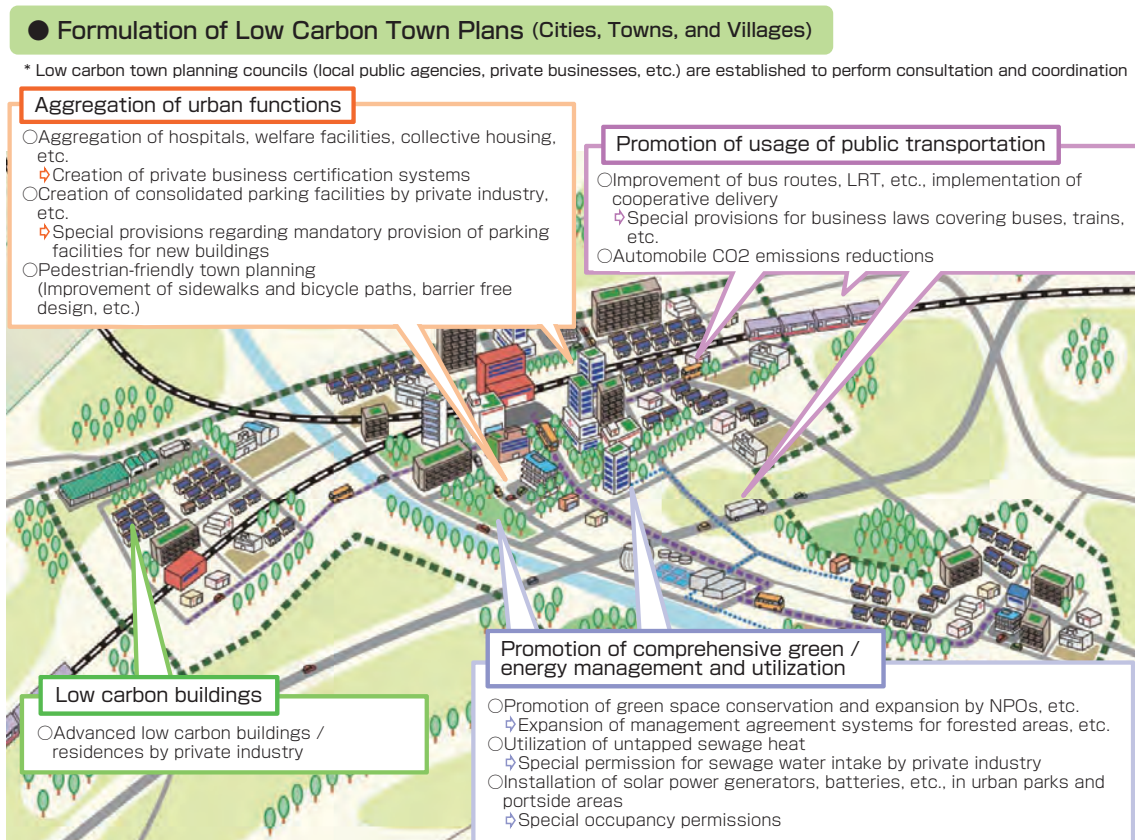 ● Formulation of Low Carbon Town Plans (Cities, Towns, and Villages)
* Low carbon town planning councils (local public agencies, private businesses, etc.) are established to perform consultation and coordination
Aggregation of urban functions
○Aggregation of hospitals, welfare facilities, collective housing,
etc.
⇨Creation of private business certification systems
○Creation of consolidated parking facilities by private industry,
etc.
⇨Special provisions regarding mandatory provision of parking
facilities for new buildings
○Pedestrian-friendly town planning
(Improvement of sidewalks and bicycle paths, barrier free
design, etc.)
Promotion of usage of public transportation
○Improvement of bus routes, LRT, etc., implementation of
cooperative delivery
⇨Special provisions for business laws covering buses, trains,
etc.
○Automobile CO2 emissions reductions
Low carbon buildings
○Advanced low carbon buildings /
residences by private industry
Promotion of comprehensive green /
energy management and utilization
○Promotion of green space conservation and expansion by NPOs, etc.
⇨Expansion of management agreement systems for forested areas, etc.
○Utilization of untapped sewage heat
⇨Special permission for sewage water intake by private industry
○Installation of solar power generators, batteries, etc., in urban parks and
portside areas
⇨Special occupancy permissions